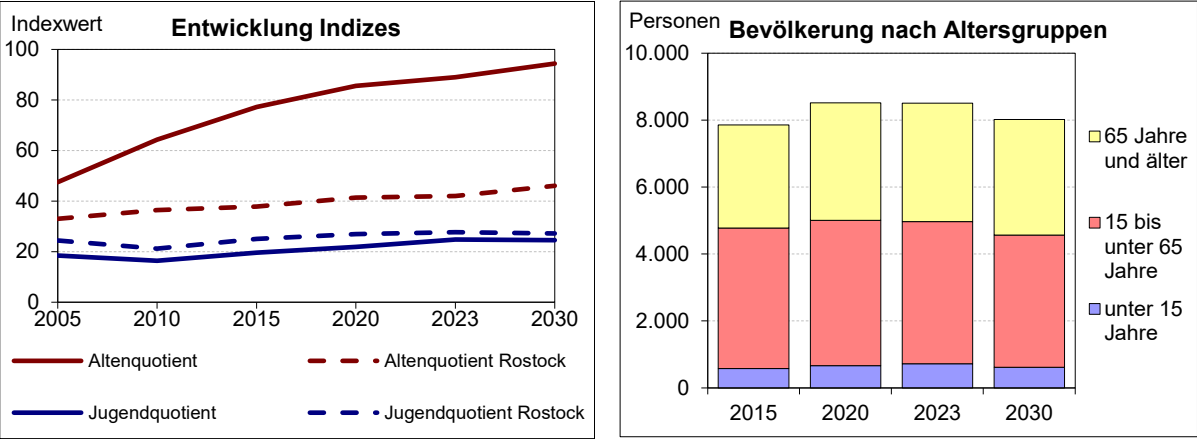 Indexwert
Entwicklung Indizes
100
80
60
40
20
0
2005 2010 2015 2020 2023 2030
Altenquotient
Altenquotient Rostock
Jugendquotient
Jugendquotient Rostock
Personen
Bevölkerung nach Altersgruppen
10.000
8.000
6.000
4.000
2.000
0
2015 2020 2023 2030
65 Jahre
und älter
15 bis
unter 65
Jahre
unter 15
Jahre